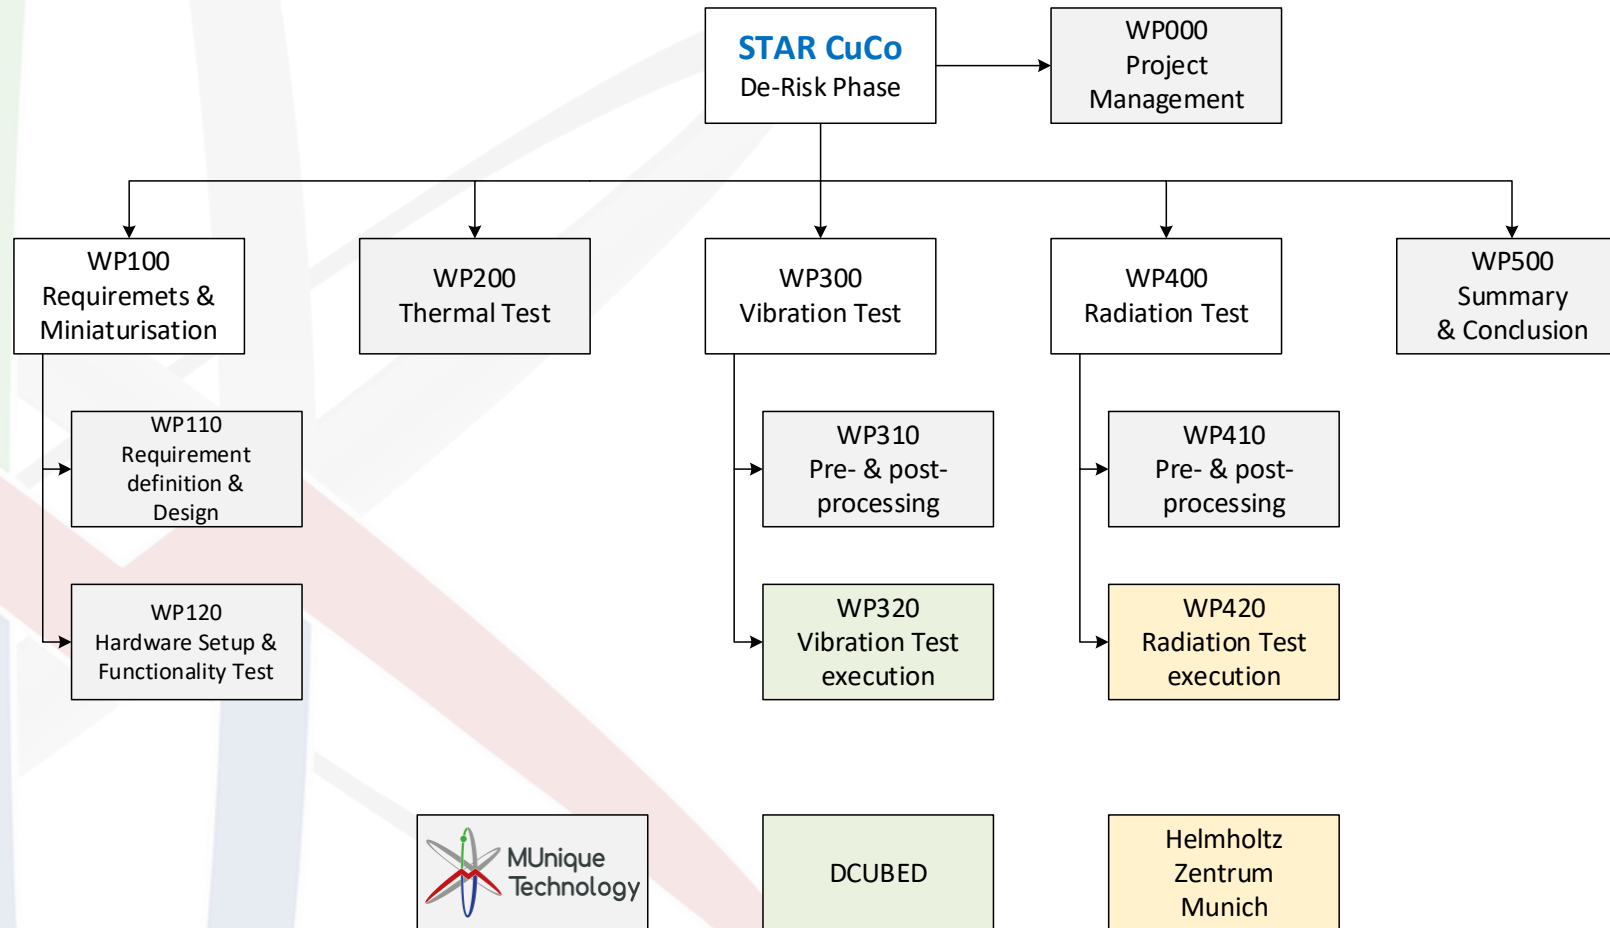 STAR CuCo
De-Risk Phase
WP000
Project
Management
WP100
Requiremets &
Miniaturisation
WP200
Thermal Test
WP300
Vibration Test
WP400
Radiation Test
WP500
Summary
& Conclusion
WP110
Requirement
definition &
Design
WP310
Pre- & post-
processing
WP410
Pre- & post-
processing
WP120
Hardware Setup &
Functionality Test
WP320
Vibration Test
execution
WP420
Radiation Test
execution
MUnique
Technology
DCUBED
Helmholtz
Zentrum
Munich